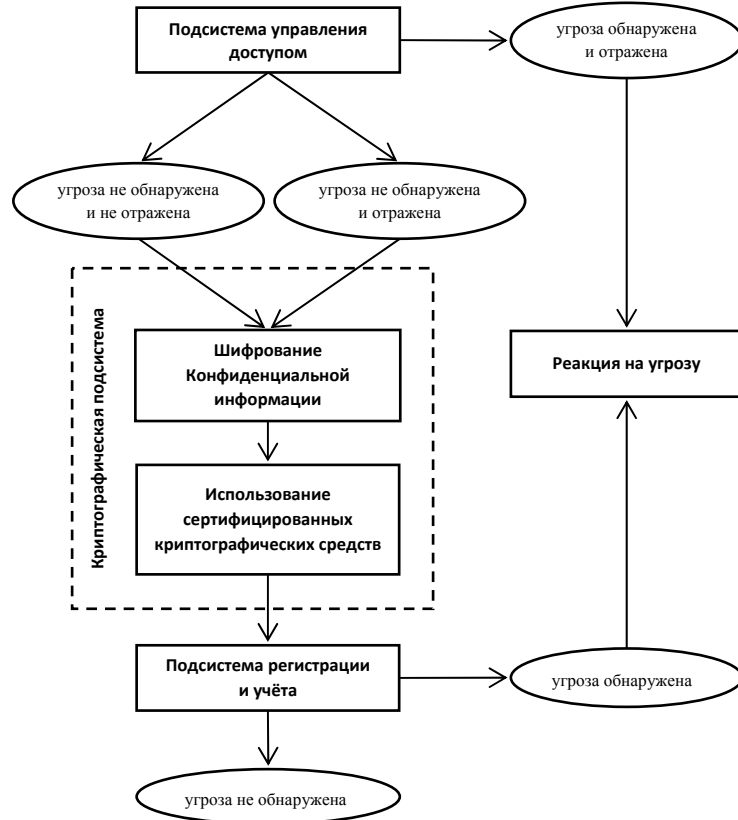 Подсистема управления
доступом
угроза обнаружена
и отражена
угроза не обнаружена
и не отражена
угроза не обнаружена
и отражена
Криптографическая подсистема
Шифрование
Конфиденциальной
информации
Реакция на угрозу
Использование
сертифицированных
криптографических средств
Подсистема регистрации
и учёта
угроза обнаружена
угроза не обнаружена